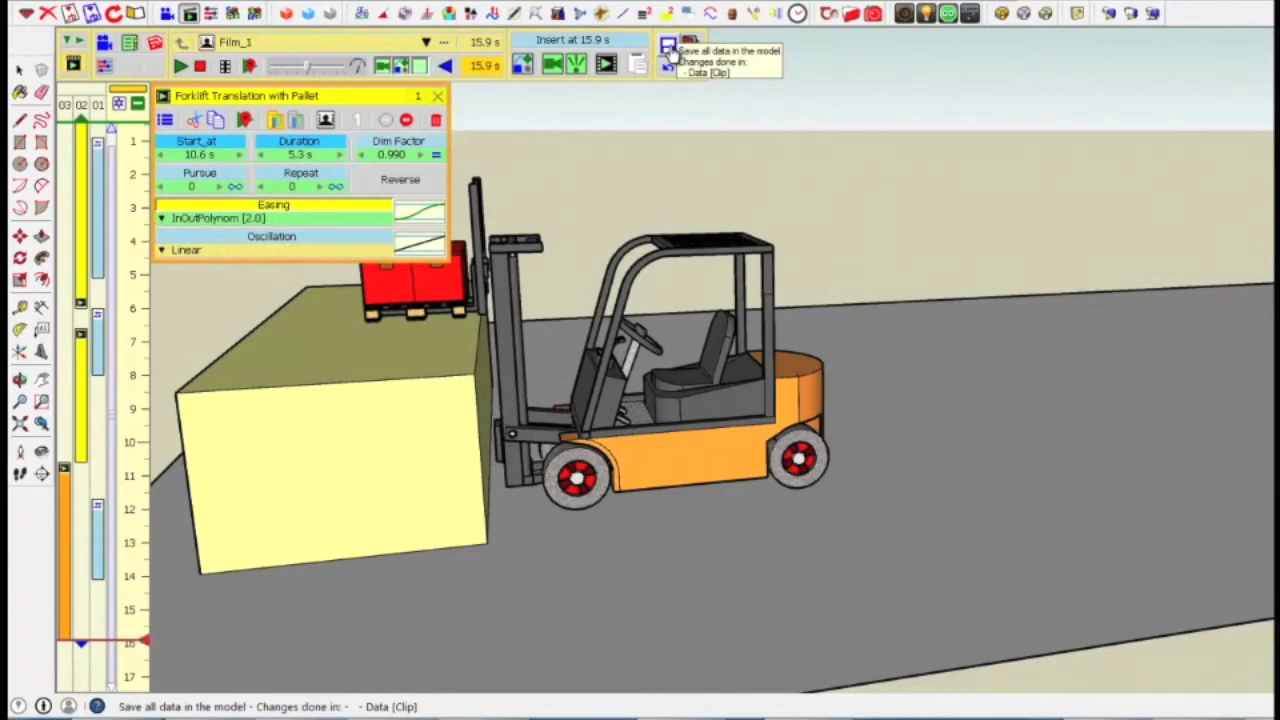 Film_1
15.9 s
Insert at 15.9 s
15.9 s
Save all data in the model
Changes done in:
- Data [Clip]
03 02 01
Forklift Translation with Pallet 1
1
Start_at Duration Dim Factor
10.6 s 5.3 s 0.990
Pursue Repeat Reverse
0 0
Easing
InOutPolynom [2.0]
Oscillation
Linear
1
2
3
4
5
6
7
8
9
10
11
12
13
14
15
16
17
Save all data in the model - Changes done in: - - Data [Clip]